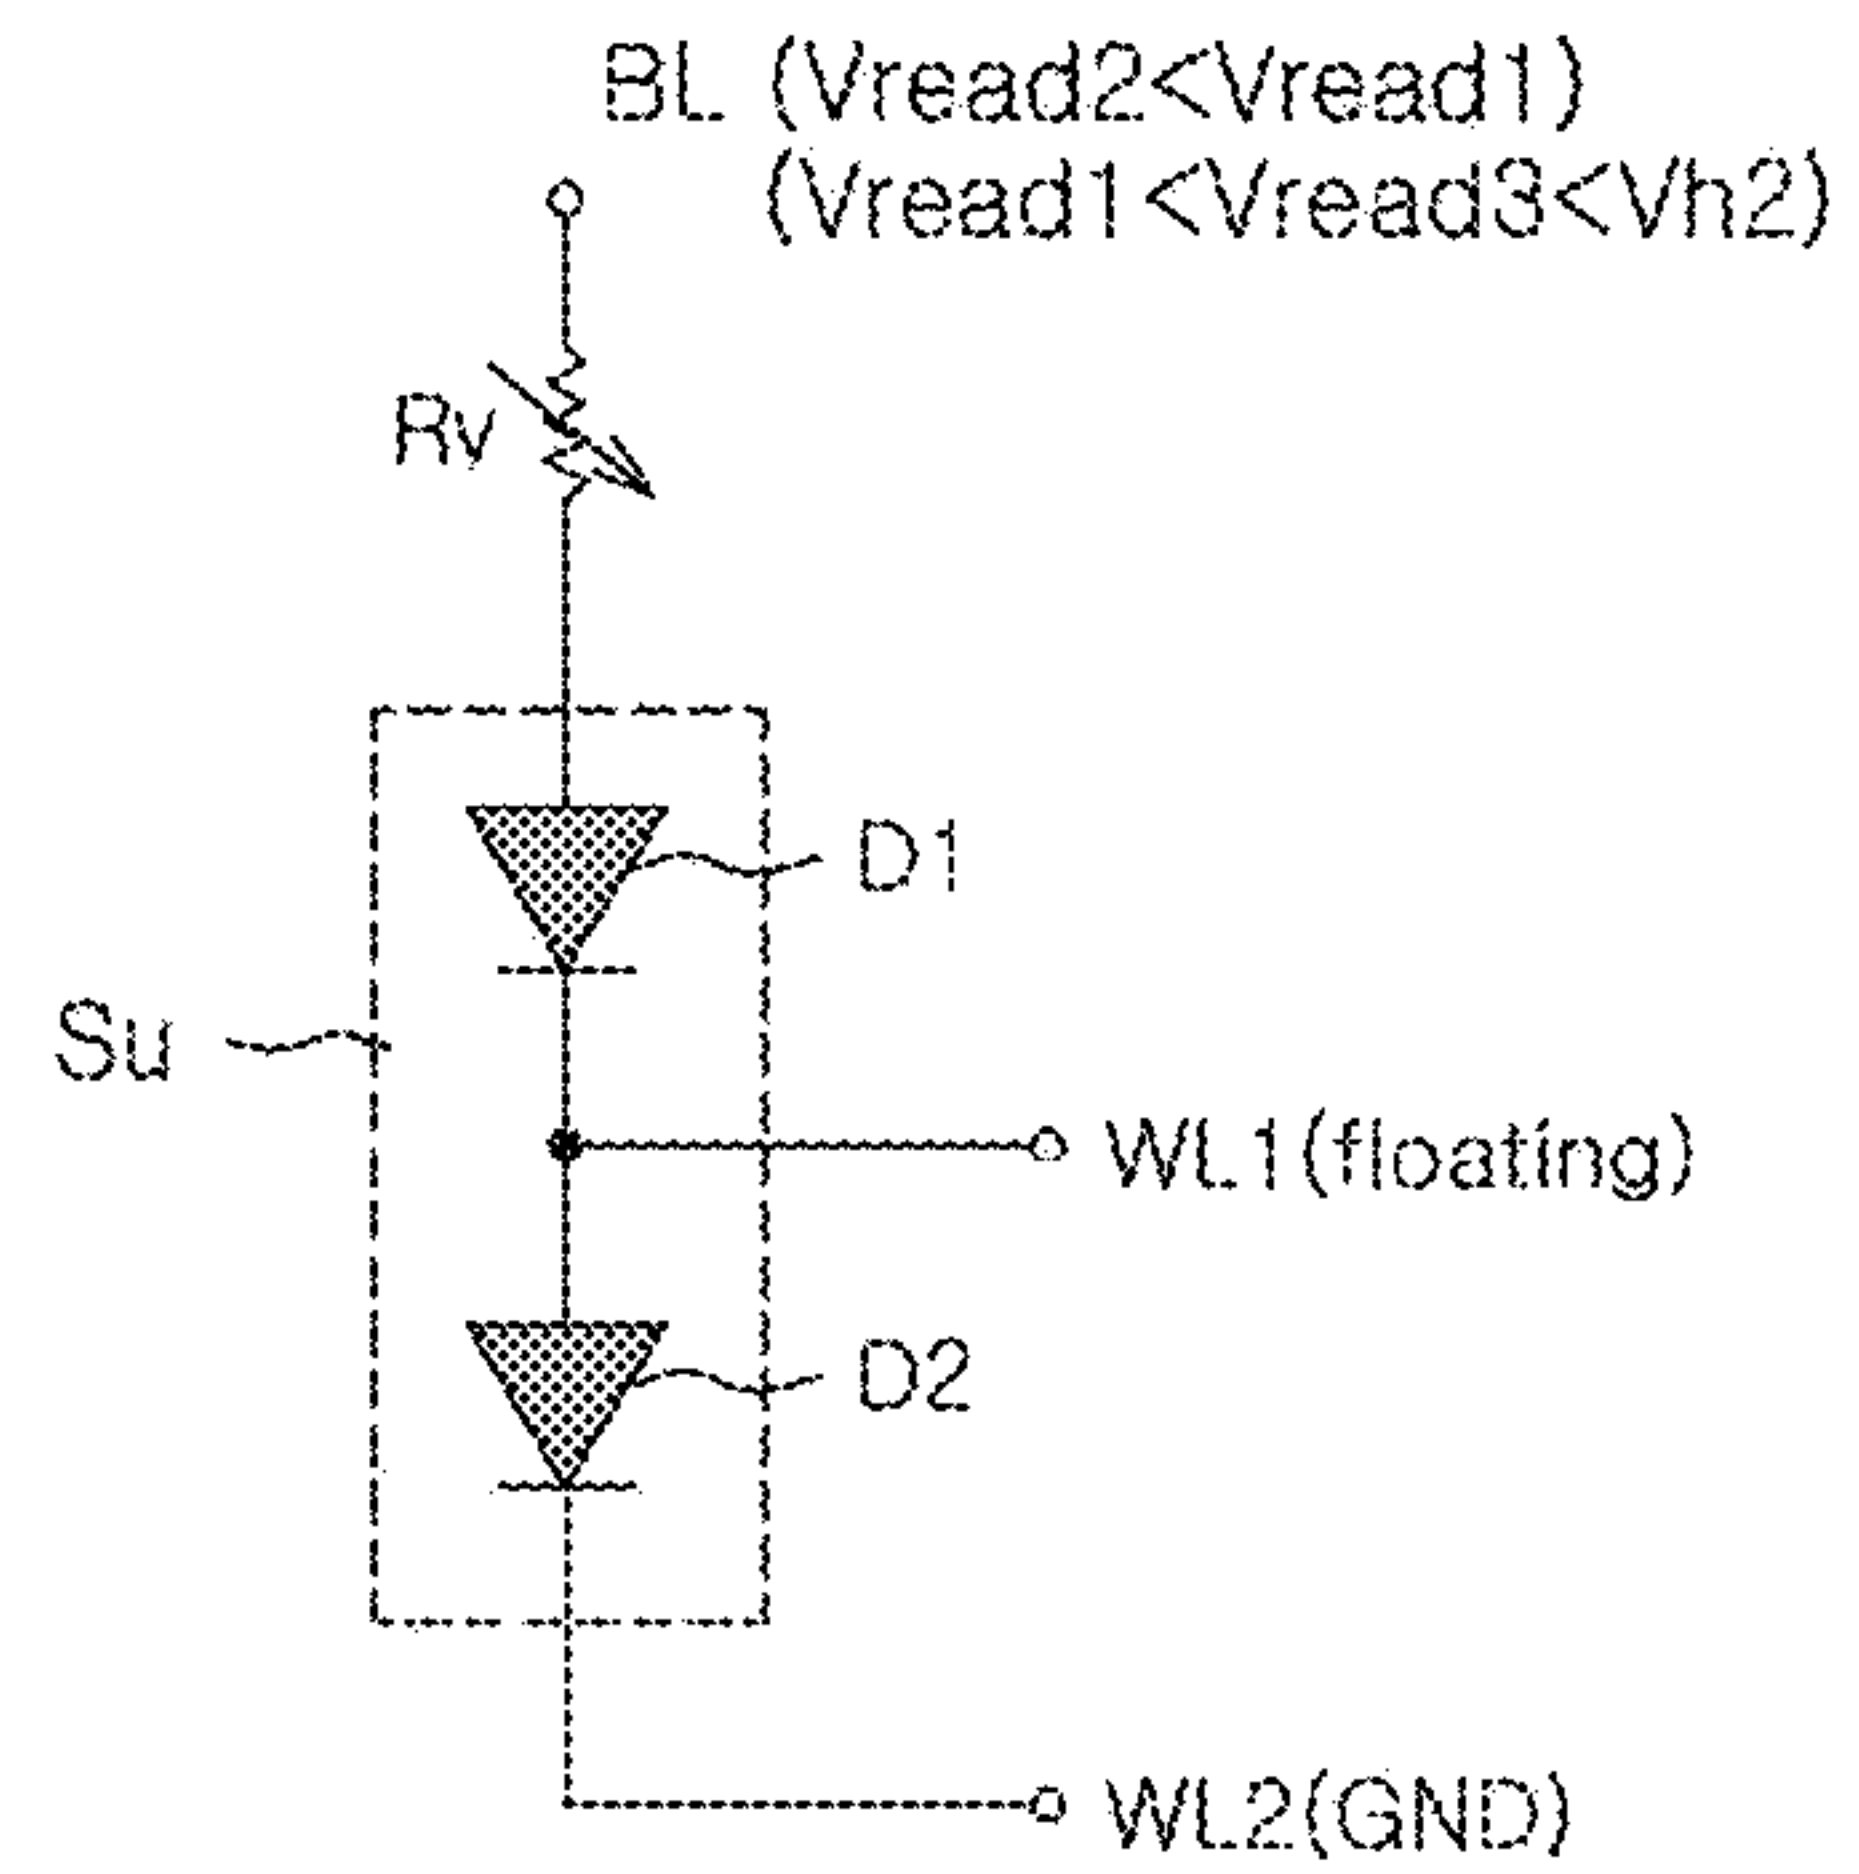 BL (Vread2<Vread1)
(Vread1<Vread3<Vh2)
Rv
D1
Su
WL1(floating)
D2
WL2(GND)